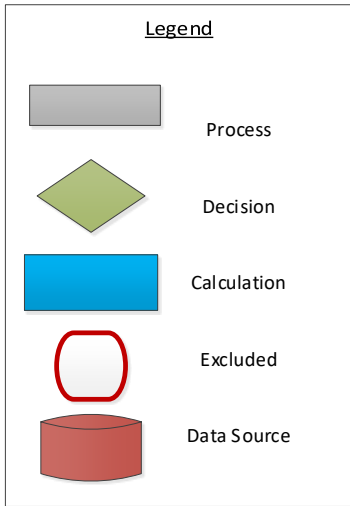 Legend
Process
Decision
Calculation
Excluded
Data Source